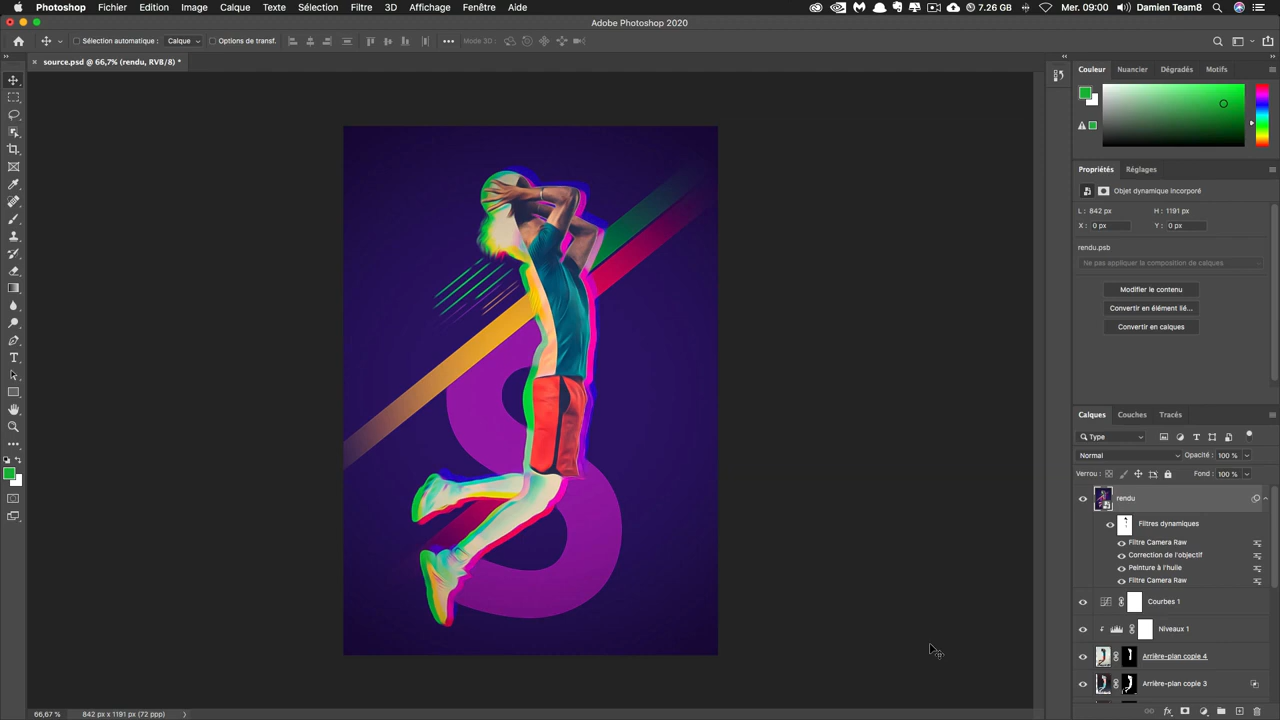 Photoshop Fichier Edition Image Calque Texte Sélection Filtre 3D Affichage Fenêtre Aide 7.26 GB Mer. 09:00 Damien Team8
Adobe Photoshop 2020
Sélection automatique : Calque Options de transf. Mode 3D :
source.psd @ 66,7% (rendu, RVB/8) *
Couleur Nuancier Dégradés Motifs
Propriétés Réglages
Objet dynamique incorporé
L : 842 px H : 1191 px
X : 0 px Y : 0 px
rendu.psb
Ne pas appliquer la composition de calques
Modifier le contenu
Convertir en élément lié...
Convertir en calques
Calques Couches Tracés
Type
Normal Opacité : 100 %
Verrou : Fond : 100 %
rendu
Filtres dynamiques
Filtre Camera Raw
Correction de l'objectif
Peinture à l'huile
Filtre Camera Raw
Courbes 1
Niveaux 1
Arrière-plan copie 4
Arrière-plan copie 3
66,67 % 842 px x 1191 px (72 ppp)